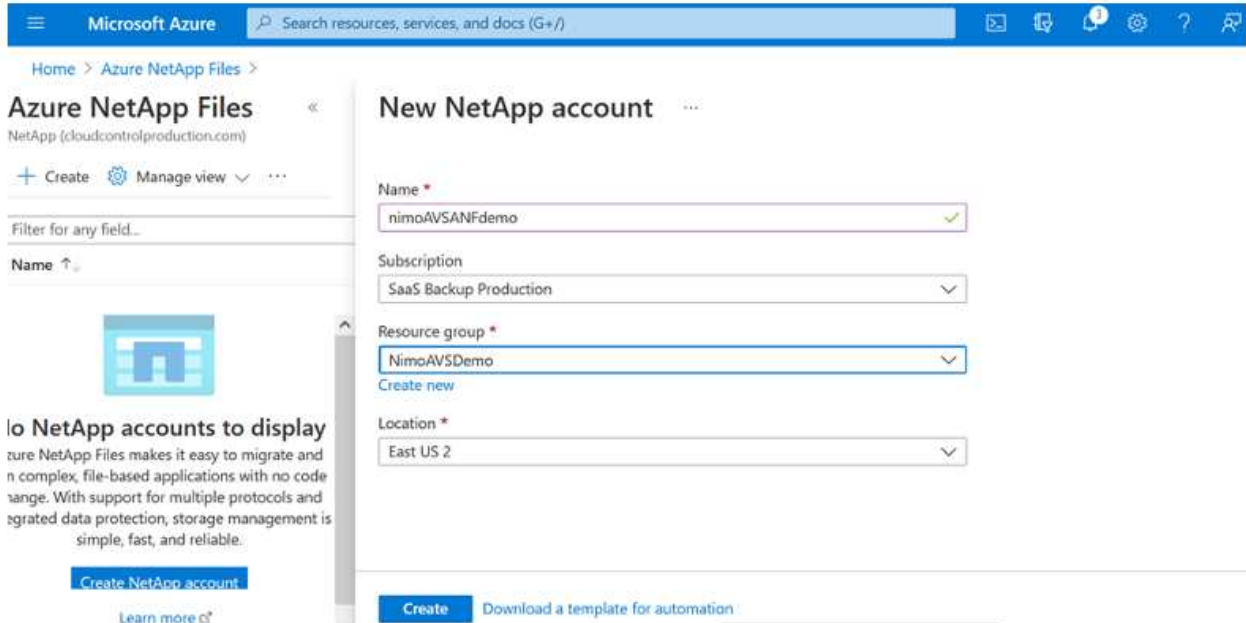 Microsoft Azure
Search resources, services, and docs (G+/)
3
Home > Azure NetApp Files >
Azure NetApp Files «
NetApp (cloudcontrolproduction.com)
+ Create Manage view ...
Filter for any field...
Name ↑↓
lo NetApp accounts to display
zure NetApp Files makes it easy to migrate and
n complex, file-based applications with no code
hange. With support for multiple protocols and
egrated data protection, storage management is
simple, fast, and reliable.
Create NetApp account
Learn more
New NetApp account ...
Name *
nimoAVSANFdemo
Subscription
SaaS Backup Production
Resource group *
NimoAVSDemo
Create new
Location *
East US 2
Create Download a template for automation